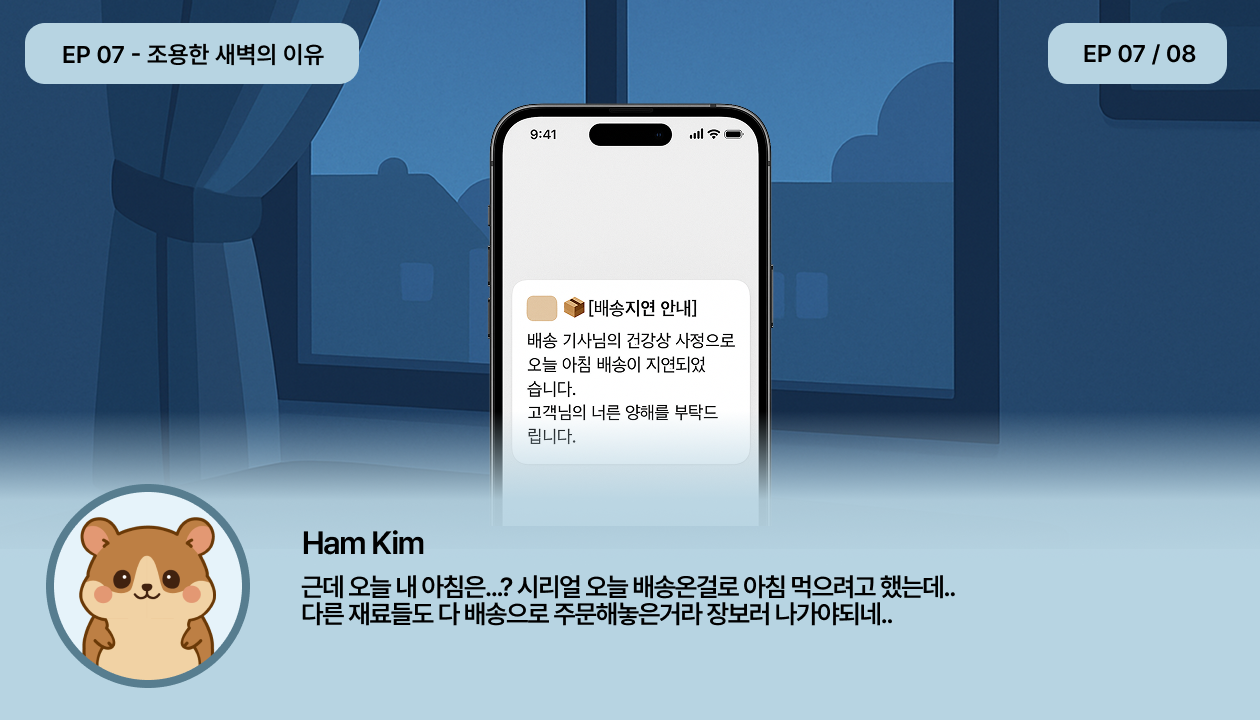 EP 07 - 조용한 새벽의 이유
EP 07 / 08
9:41
[배송지연 안내]
배송 기사님의 건강상 사정으로
오늘 아침 배송이 지연되었
습니다.
고객님의 너른 양해를 부탁드
립니다.
Ham Kim
근데 오늘 내 아침은...? 시리얼 오늘 배송온걸로 아침 먹으려고 했는데..
다른 재료들도 다 배송으로 주문해놓은거라 장보러 나가야되네..